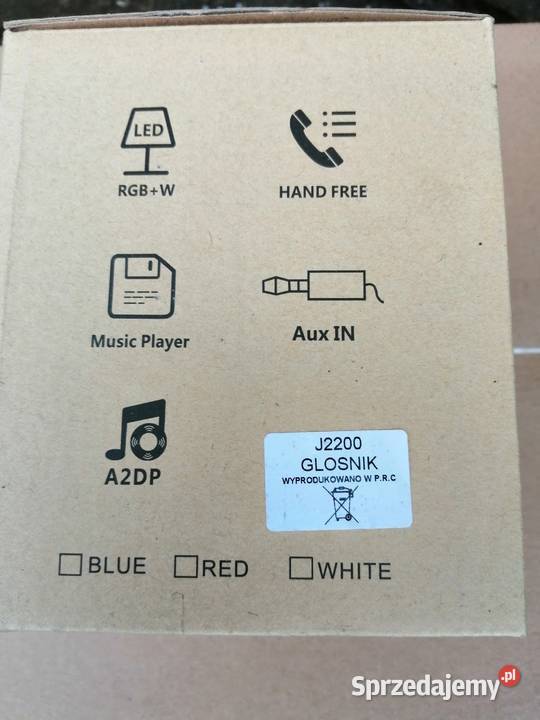 LED
RGB+W
HAND FREE
Music Player
Aux IN
A2DP
J2200
GLOSNIK
WYPRODUKOWANO W P.R.C
BLUE RED WHITE
Sprzedajemy.pl